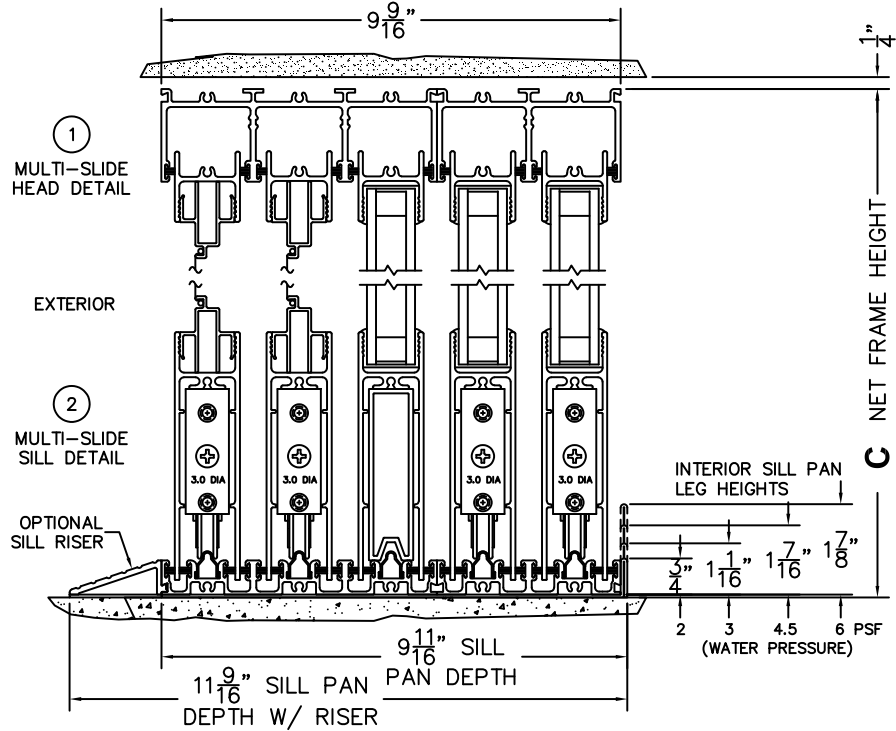 9 9/16"
1/4"
1
MULTI-SLIDE
HEAD DETAIL
EXTERIOR
C NET FRAME HEIGHT
2
MULTI-SLIDE
SILL DETAIL
3.0 DIA
3.0 DIA
3.0 DIA
3.0 DIA
INTERIOR SILL PAN
LEG HEIGHTS
OPTIONAL
SILL RISER
3/4"
1 1/16"
1 7/16"
1 7/8"
2
3
4.5
6 PSF
(WATER PRESSURE)
9 11/16" SILL
PAN DEPTH
11 9/16" SILL PAN
DEPTH W/ RISER